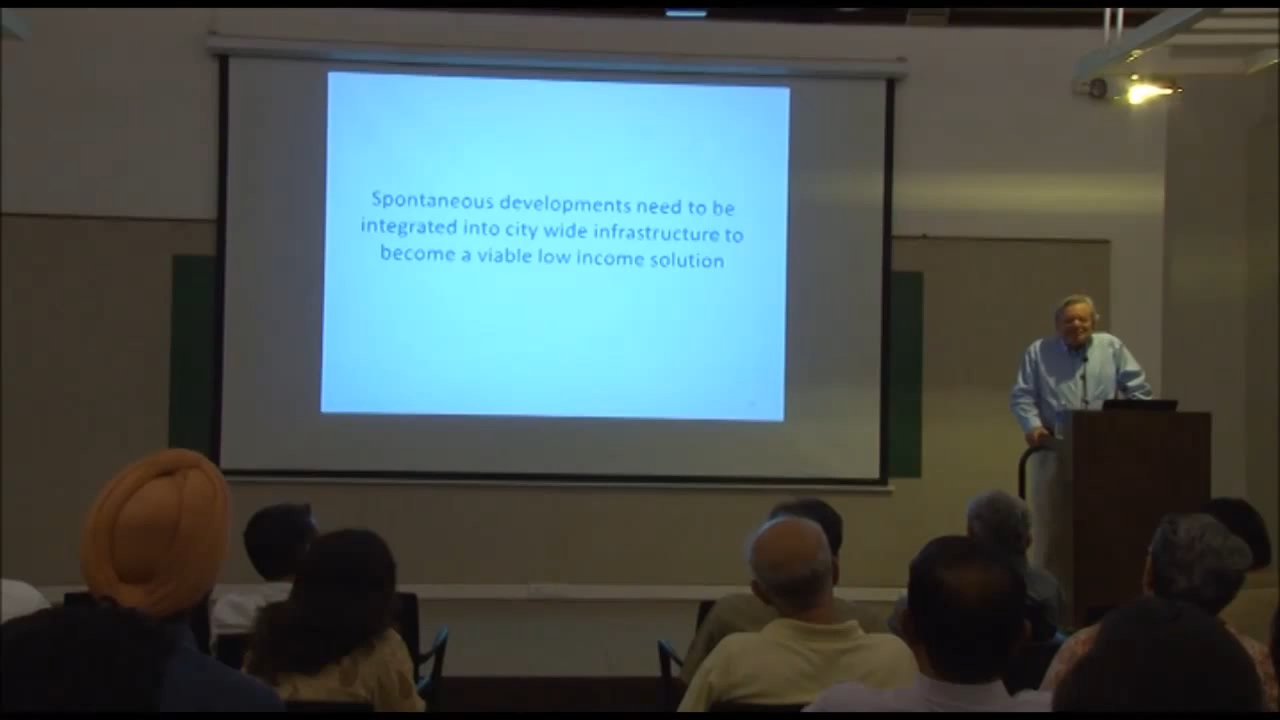 Spontaneous developments need to be
integrated into city wide infrastructure to
become a viable low income solution